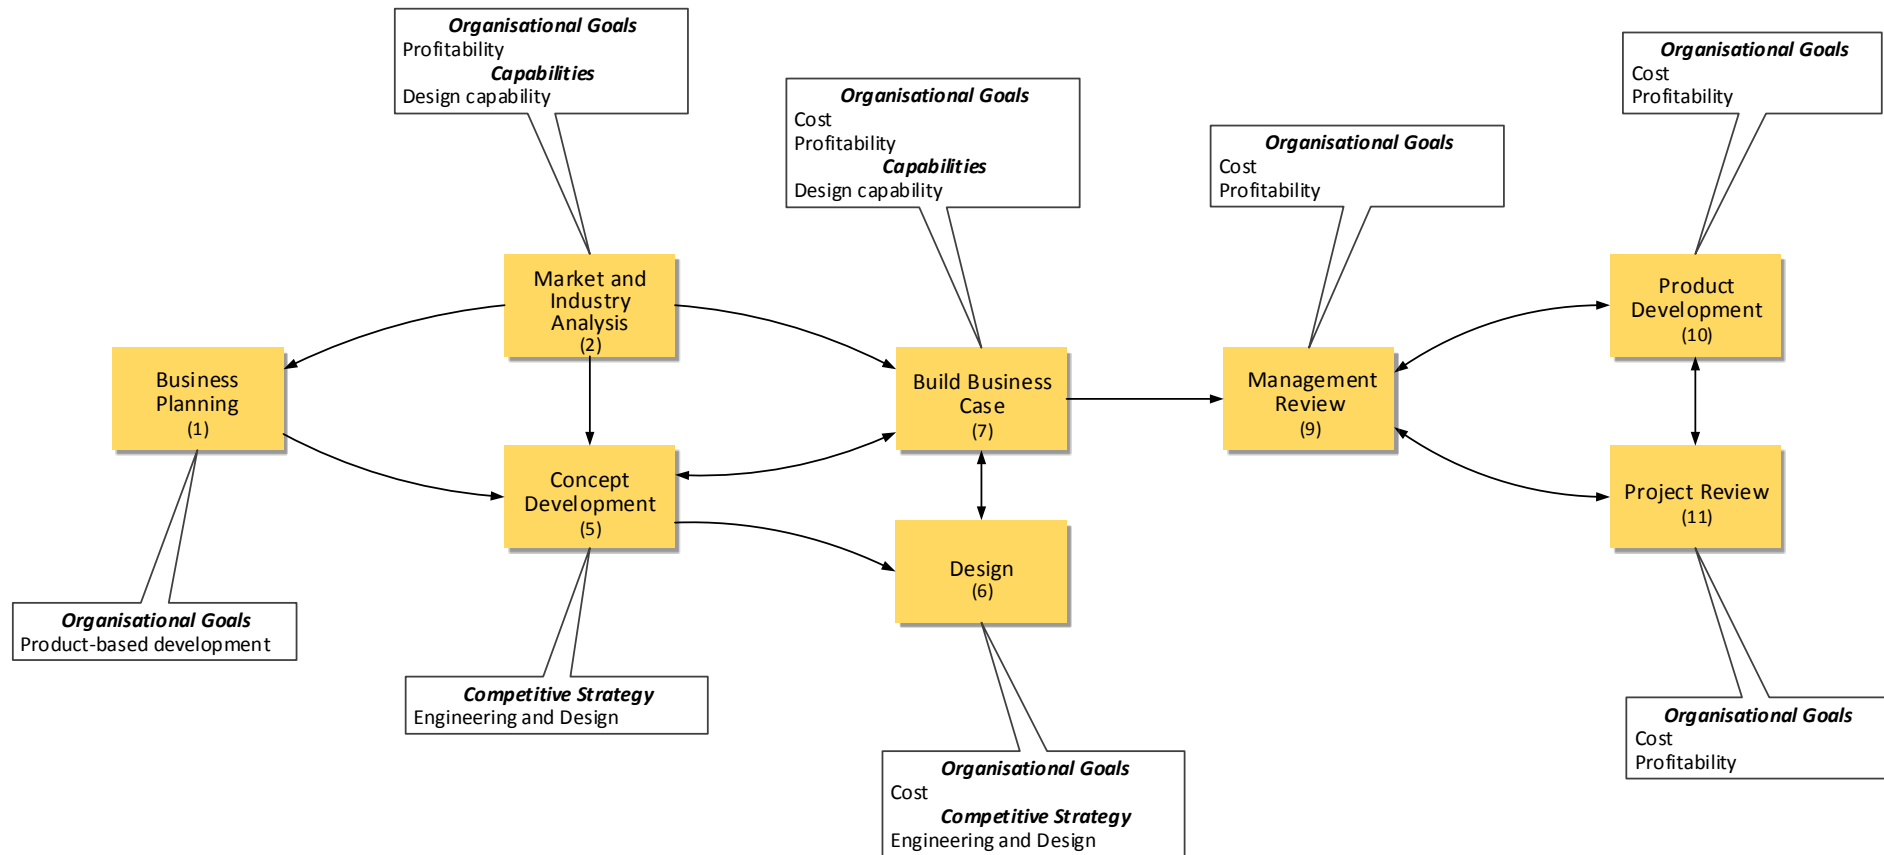 Organisational Goals
Profitability
Capabilities
Design capability
Organisational Goals
Cost
Profitability
Capabilities
Design capability
Organisational Goals
Cost
Profitability
Organisational Goals
Cost
Profitability
Market and
Industry
Analysis
(2)
Business
Planning
(1)
Build Business
Case
(7)
Management
Review
(9)
Product
Development
(10)
Concept
Development
(5)
Design
(6)
Project Review
(11)
Organisational Goals
Product-based development
Competitive Strategy
Engineering and Design
Organisational Goals
Cost
Competitive Strategy
Engineering and Design
Organisational Goals
Cost
Profitability